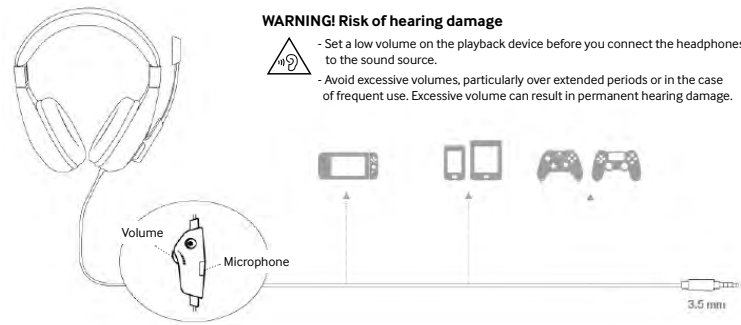 WARNING! Risk of hearing damage
- Set a low volume on the playback device before you connect the headphones
to the sound source.
- Avoid excessive volumes, particularly over extended periods or in the case
of frequent use. Excessive volume can result in permanent hearing damage.
Volume
Microphone
3.5 mm